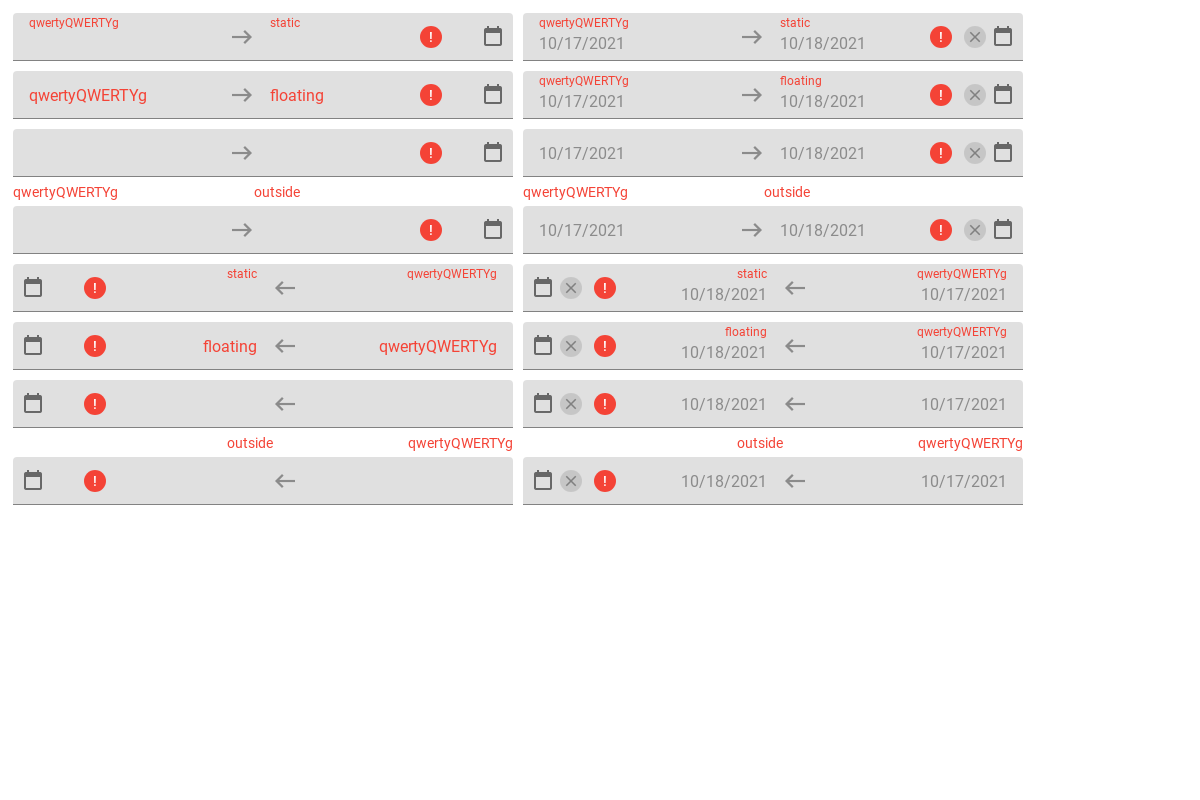 qwertyQWERTYg static qwertyQWERTYg static
10/17/2021 10/18/2021
qwertyQWERTYg floating qwertyQWERTYg floating
10/17/2021 10/18/2021
10/17/2021 10/18/2021
qwertyQWERTYg outside qwertyQWERTYg outside
10/17/2021 10/18/2021
static qwertyQWERTYg static qwertyQWERTYg
10/18/2021 10/17/2021
floating qwertyQWERTYg floating qwertyQWERTYg
10/18/2021 10/17/2021
10/18/2021 10/17/2021
outside qwertyQWERTYg outside qwertyQWERTYg
10/18/2021 10/17/2021